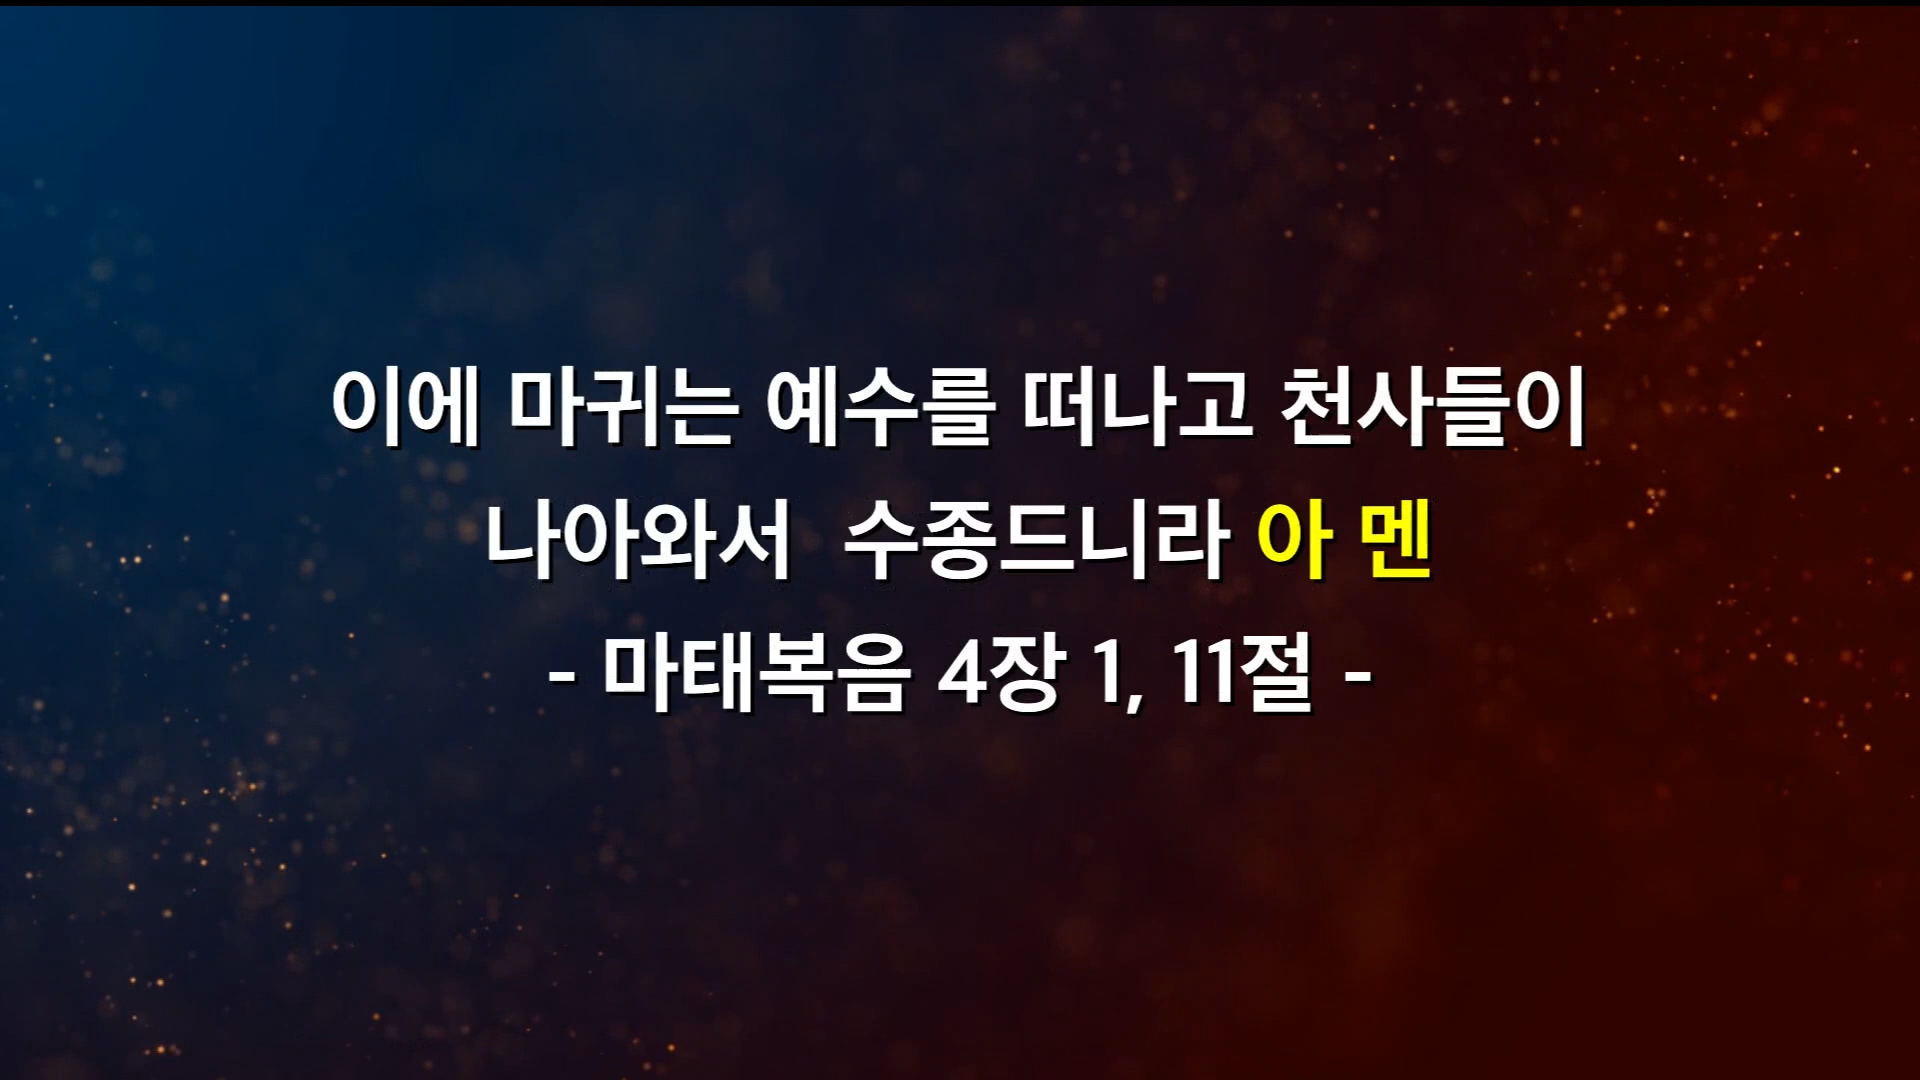 이에 마귀는 예수를 떠나고 천사들이
나아와서  수종드니라 아 멘
- 마태복음 4장 1, 11절 -